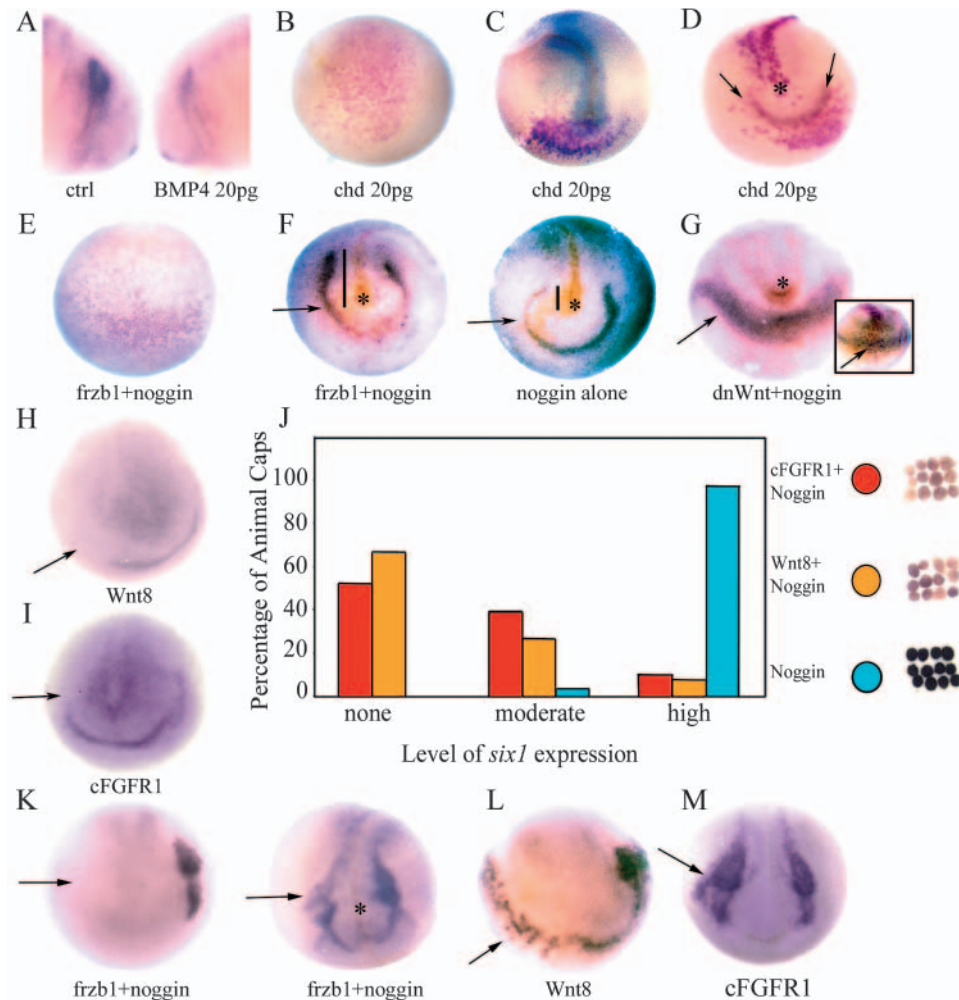 A
B
C
D
ctrl
BMP4 20pg
chd 20pg
chd 20pg
chd 20pg
*
E
F
G
*
*
*
frzb1+noggin
frzb1+noggin
noggin alone
dnWnt+noggin
H
Wnt8
I
cFGFR1
J
Percentage of Animal Caps
100
80
60
40
20
0
none
moderate
high
Level of six1 expression
cFGFR1+
Noggin
Wnt8+
Noggin
Noggin
K
L
M
*
frzb1+noggin
frzb1+noggin
Wnt8
cFGFR1